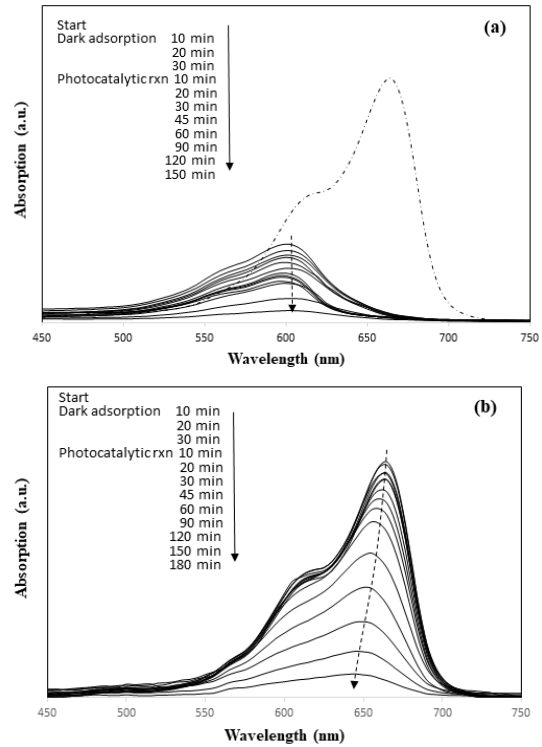 (a)
Start
Dark adsorption 10 min
20 min
30 min
Photocatalytic rxn 10 min
20 min
30 min
45 min
60 min
90 min
120 min
150 min
Absorption (a.u.)
450 500 550 600 650 700 750
Wavelength (nm)
(b)
Start
Dark adsorption 10 min
20 min
30 min
Photocatalytic rxn 10 min
20 min
30 min
45 min
60 min
90 min
120 min
150 min
180 min
Absorption (a.u.)
450 500 550 600 650 700 750
Wavelength (nm)